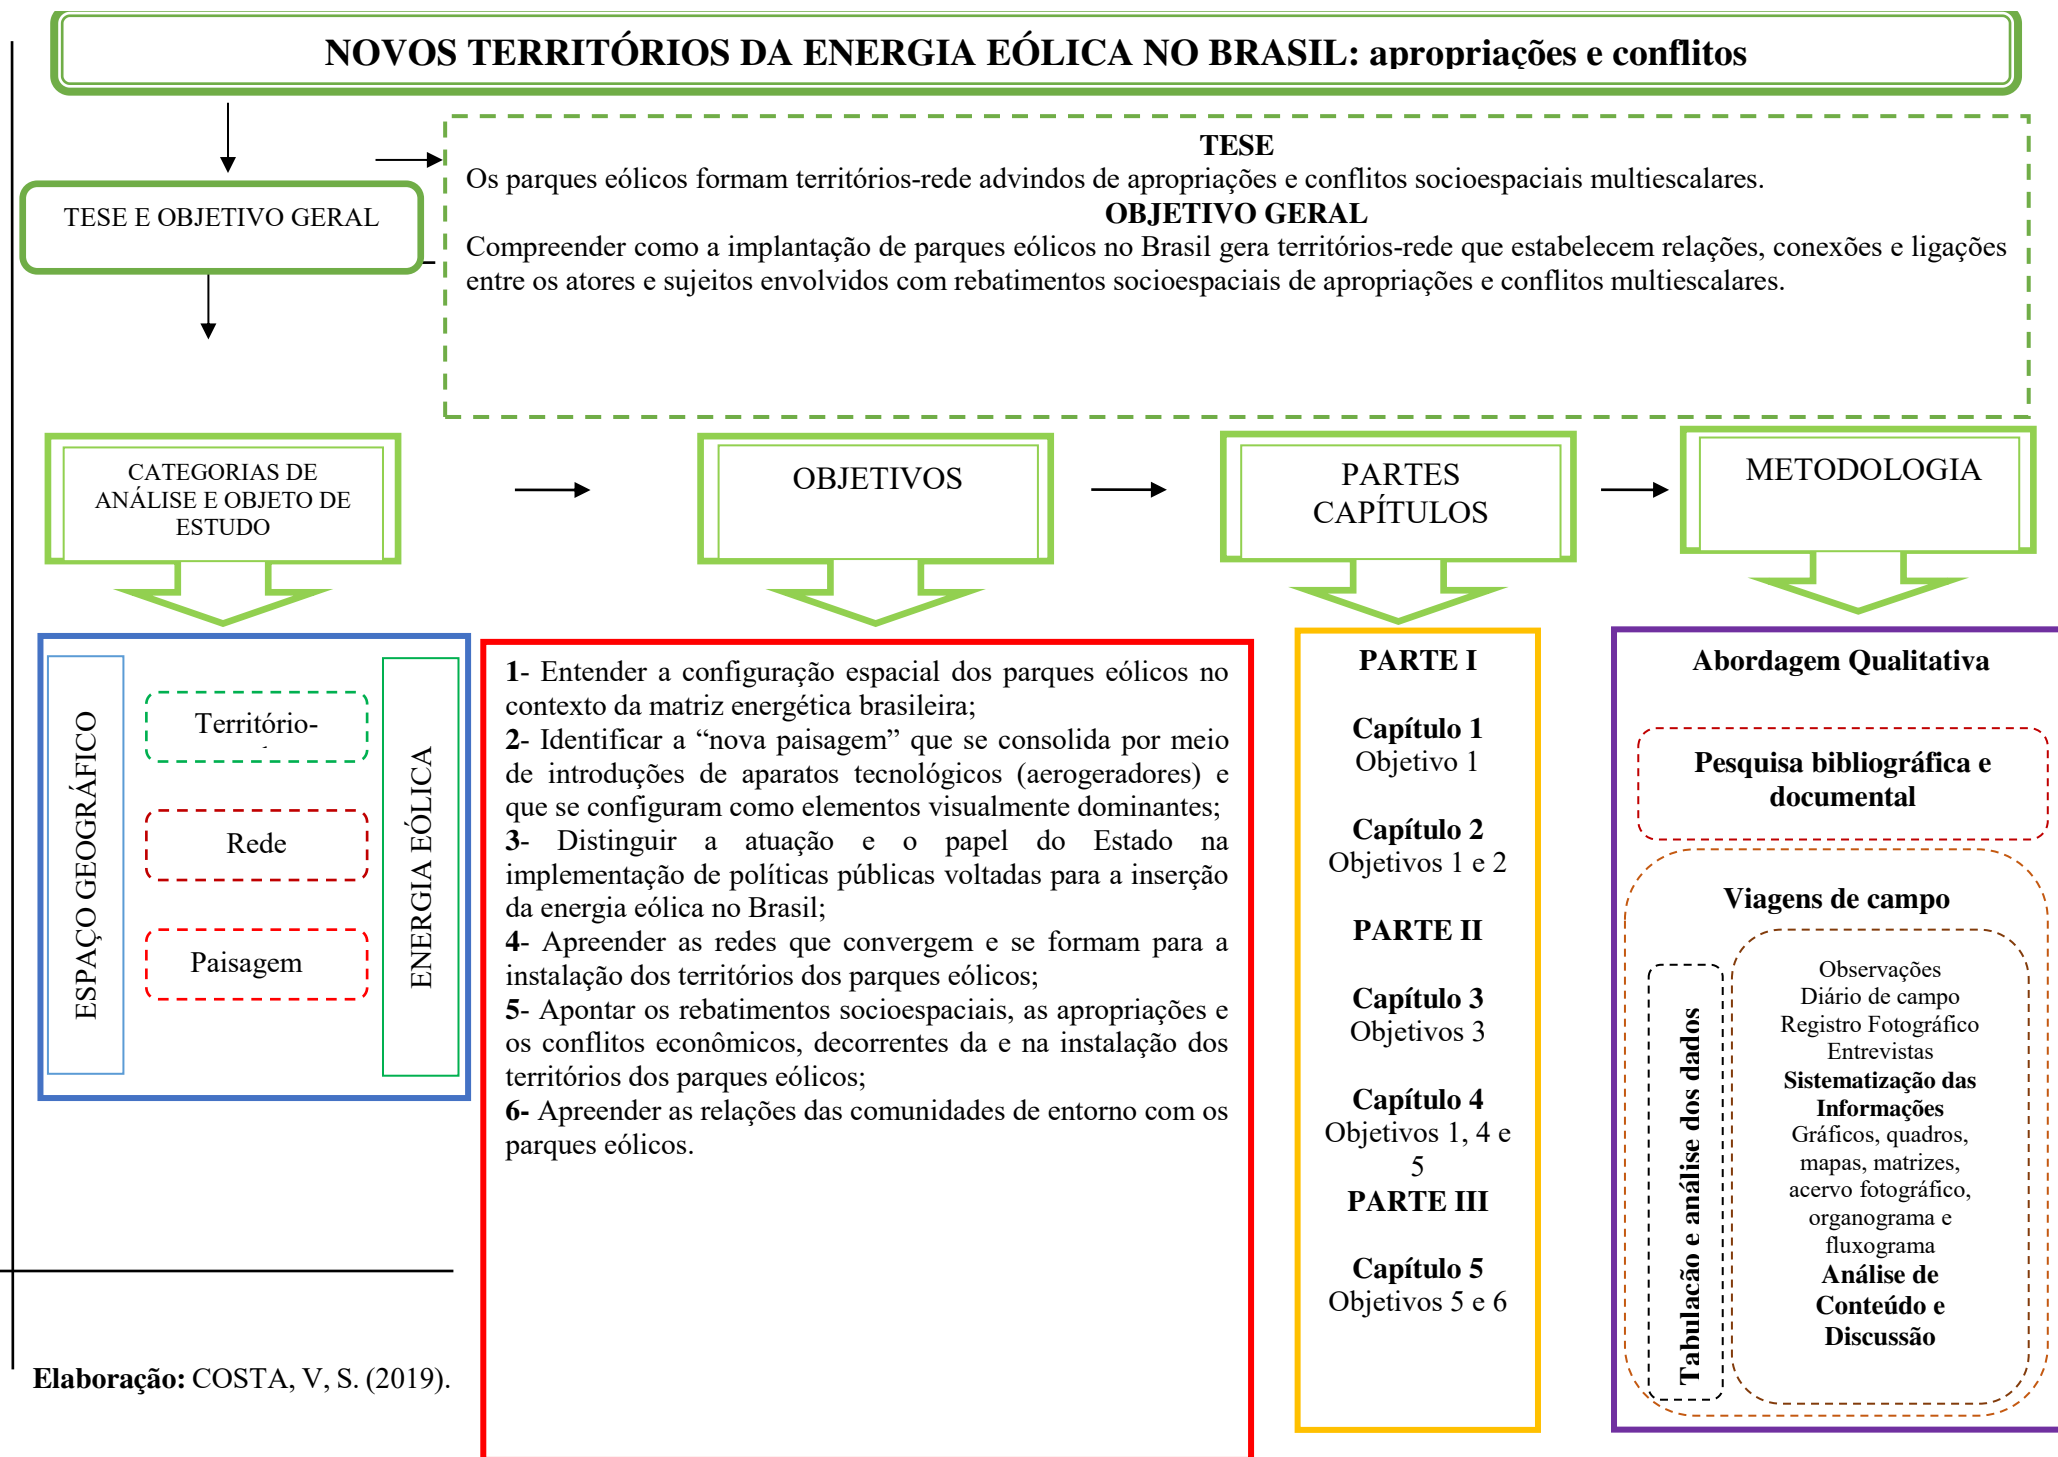 NOVOS TERRITÓRIOS DA ENERGIA EÓLICA NO BRASIL: apropriações e conflitos
TESE E OBJETIVO GERAL
TESE
Os parques eólicos formam territórios-rede advindos de apropriações e conflitos socioespaciais multiescalares.
OBJETIVO GERAL
Compreender como a implantação de parques eólicos no Brasil gera territórios-rede que estabelecem relações, conexões e ligações
entre os atores e sujeitos envolvidos com rebatimentos socioespaciais de apropriações e conflitos multiescalares.
CATEGORIAS DE
ANÁLISE E OBJETO DE
ESTUDO
OBJETIVOS
PARTES
CAPÍTULOS
METODOLOGIA
ESPAÇO GEOGRÁFICO
Território-
Rede
Paisagem
ENERGIA EÓLICA
1- Entender a configuração espacial dos parques eólicos no
contexto da matriz energética brasileira;
2- Identificar a “nova paisagem” que se consolida por meio
de introduções de aparatos tecnológicos (aerogeradores) e
que se configuram como elementos visualmente dominantes;
3- Distinguir a atuação e o papel do Estado na
implementação de políticas públicas voltadas para a inserção
da energia eólica no Brasil;
4- Apreender as redes que convergem e se formam para a
instalação dos territórios dos parques eólicos;
5- Apontar os rebatimentos socioespaciais, as apropriações e
os conflitos econômicos, decorrentes da e na instalação dos
territórios dos parques eólicos;
6- Apreender as relações das comunidades de entorno com os
parques eólicos.
PARTE I
Capítulo 1
Objetivo 1
Capítulo 2
Objetivos 1 e 2
PARTE II
Capítulo 3
Objetivos 3
Capítulo 4
Objetivos 1, 4 e
5
PARTE III
Capítulo 5
Objetivos 5 e 6
Abordagem Qualitativa
Pesquisa bibliográfica e
documental
Viagens de campo
Tabulação e análise dos dados
Observações
Diário de campo
Registro Fotográfico
Entrevistas
Sistematização das
Informações
Gráficos, quadros,
mapas, matrizes,
acervo fotográfico,
organograma e
fluxograma
Análise de
Conteúdo e
Discussão
Elaboração: COSTA, V, S. (2019).